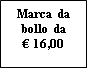 Marca da
bollo da
€ 16,00